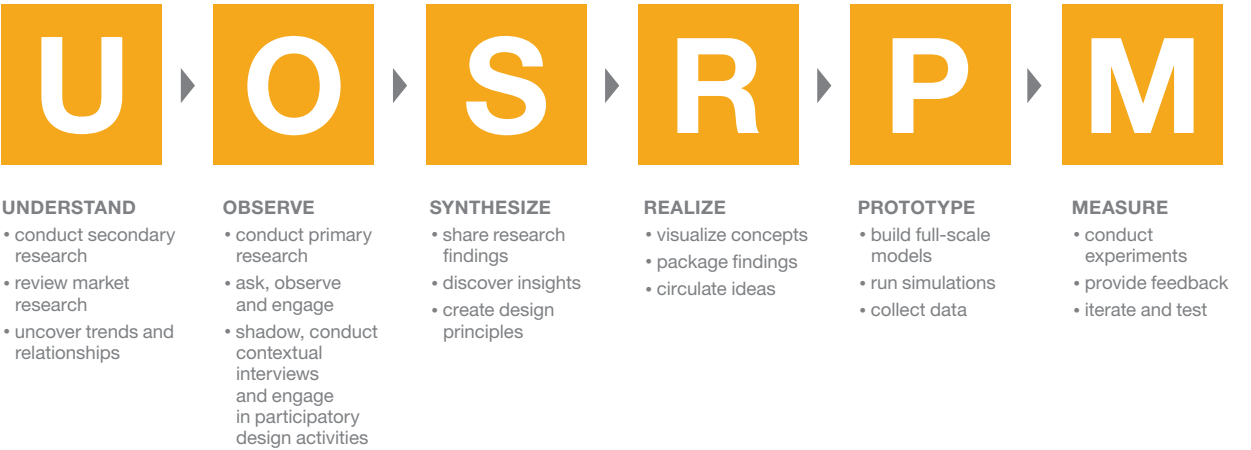 U
O
S
R
P
M
UNDERSTAND
• conduct secondary
research
• review market
research
• uncover trends and
relationships
OBSERVE
• conduct primary
research
• ask, observe
and engage
• shadow, conduct
contextual
interviews
and engage
in participatory
design activities
SYNTHESIZE
• share research
findings
• discover insights
• create design
principles
REALIZE
• visualize concepts
• package findings
• circulate ideas
PROTOTYPE
• build full-scale
models
• run simulations
• collect data
MEASURE
• conduct
experiments
• provide feedback
• iterate and test